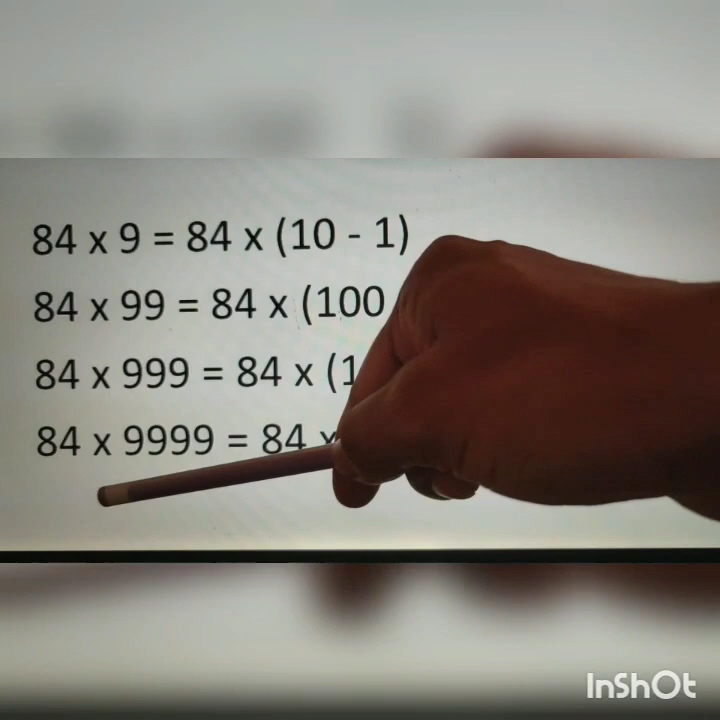 84 x 9 = 84 x (10 - 1)
84 x 99 = 84 x (100
84 x 999 = 84 x (1
84 x 9999 = 84 x
InShOt